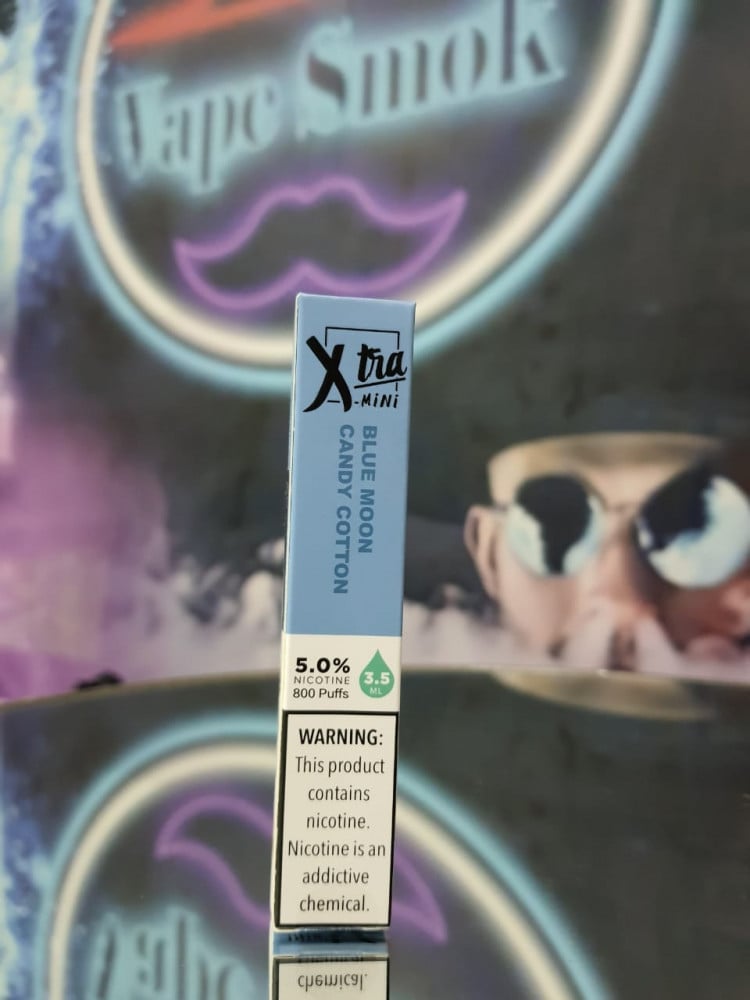 Vape Smok
Xtra
-MiNi
BLUE MOON
CANDY COTTON
5.0%
NICOTINE
800 Puffs
3.5
ML
WARNING:
This product
contains
nicotine.
Nicotine is an
addictive
chemical.
chemical.